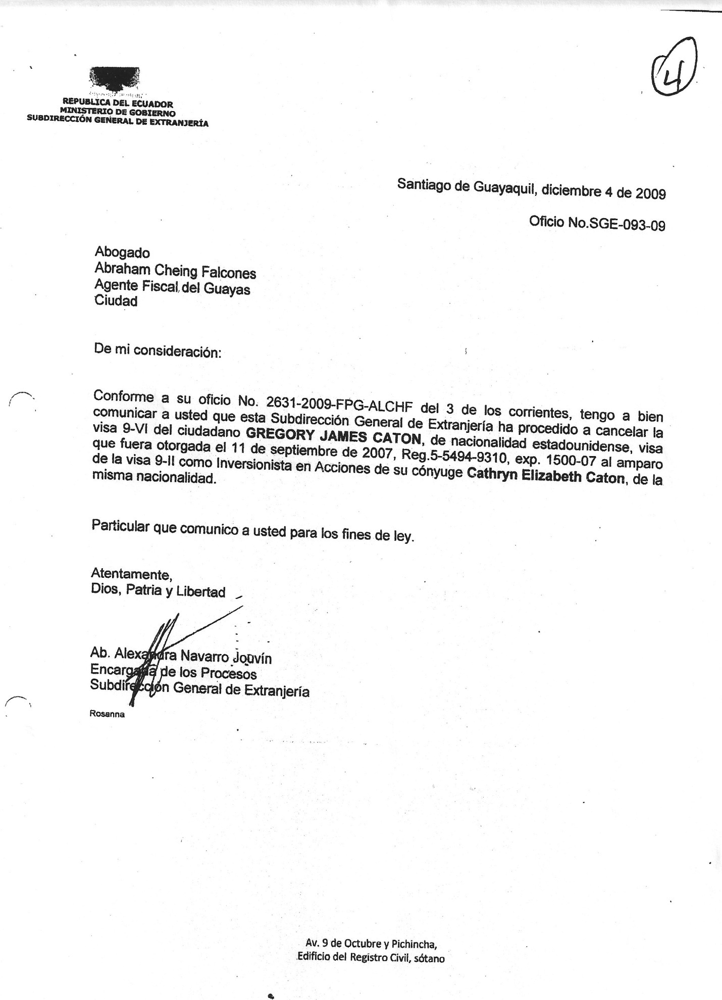 4
REPUBLICA DEL ECUADOR
MINISTERIO DE GOBIERNO
SUBDIRECCIÓN GENERAL DE EXTRANJERÍA
Santiago de Guayaquil, diciembre 4 de 2009
Oficio No.SGE-093-09
Abogado
Abraham Cheing Falcones
Agente Fiscal del Guayas
Ciudad
De mi consideración:
Conforme a su oficio No. 2631-2009-FPG-ALCHF del 3 de los corrientes, tengo a bien
comunicar a usted que esta Subdirección General de Extranjería ha procedido a cancelar la
visa 9-VI del ciudadano GREGORY JAMES CATON, de nacionalidad estadounidense, visa
que fuera otorgada el 11 de septiembre de 2007, Reg.5-5494-9310, exp. 1500-07 al amparo
de la visa 9-II como Inversionista en Acciones de su cónyuge Cathryn Elizabeth Caton, de la
misma nacionalidad.
Particular que comunico a usted para los fines de ley.
Atentamente,
Dios, Patria y Libertad
Ab. Alexandra Navarro Jouvín
Encargada de los Procesos
Subdirección General de Extranjería
Rosanna
Av. 9 de Octubre y Pichincha,
Edificio del Registro Civil, sótano